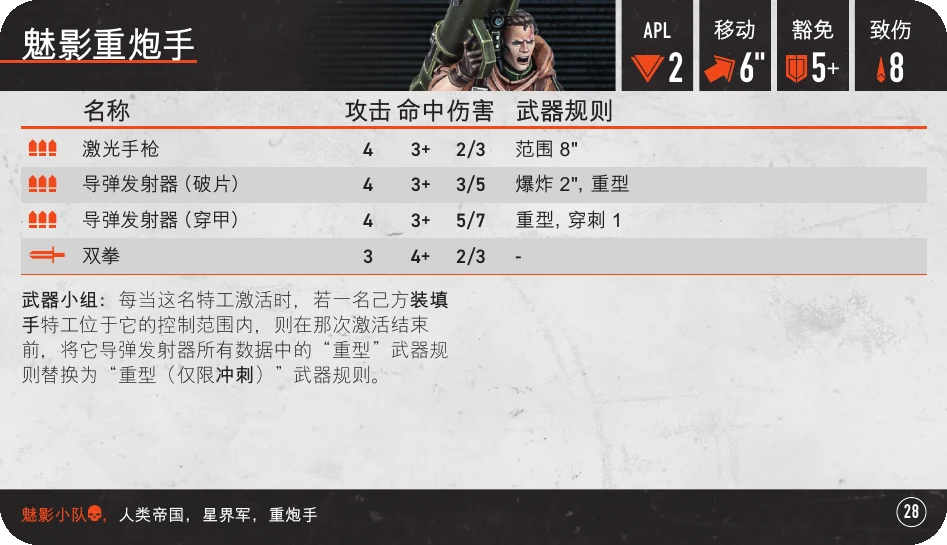 魅影重炮手
APL 移动 豁免 致伤
2 6" 5+ 8
名称 攻击 命中 伤害 武器规则
激光手枪 4 3+ 2/3 范围 8"
导弹发射器（破片） 4 3+ 3/5 爆炸 2", 重型
导弹发射器（穿甲） 4 3+ 5/7 重型, 穿刺 1
双拳 3 4+ 2/3 -
武器小组：每当这名特工激活时，若一名己方装填
手特工位于它的控制范围内，则在那次激活结束
前，将它导弹发射器所有数据中的“重型”武器规
则替换为“重型（仅限冲刺）”武器规则。
魅影小队，人类帝国，星界军，重炮手
28